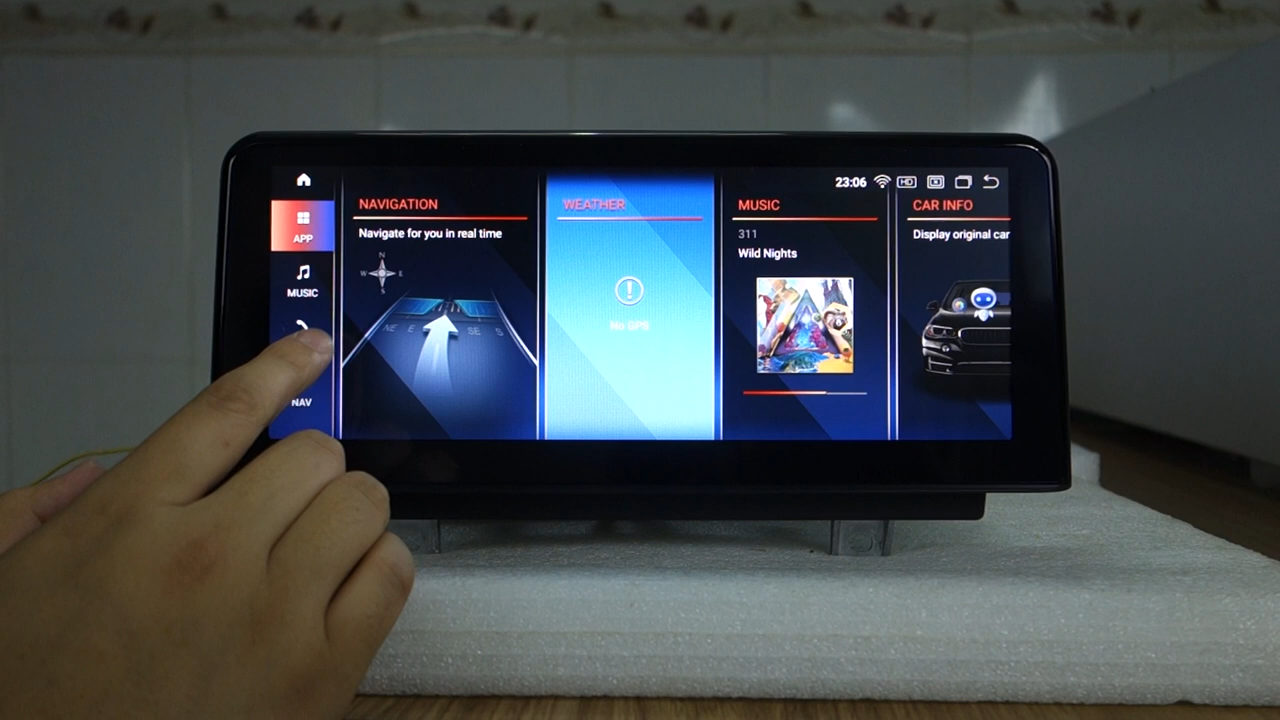 23:06
HD
APP
MUSIC
NAV
NAVIGATION
Navigate for you in real time
N
W E
S
NE E SE S
WEATHER
No GPS
MUSIC
311
Wild Nights
CAR INFO
Display original car